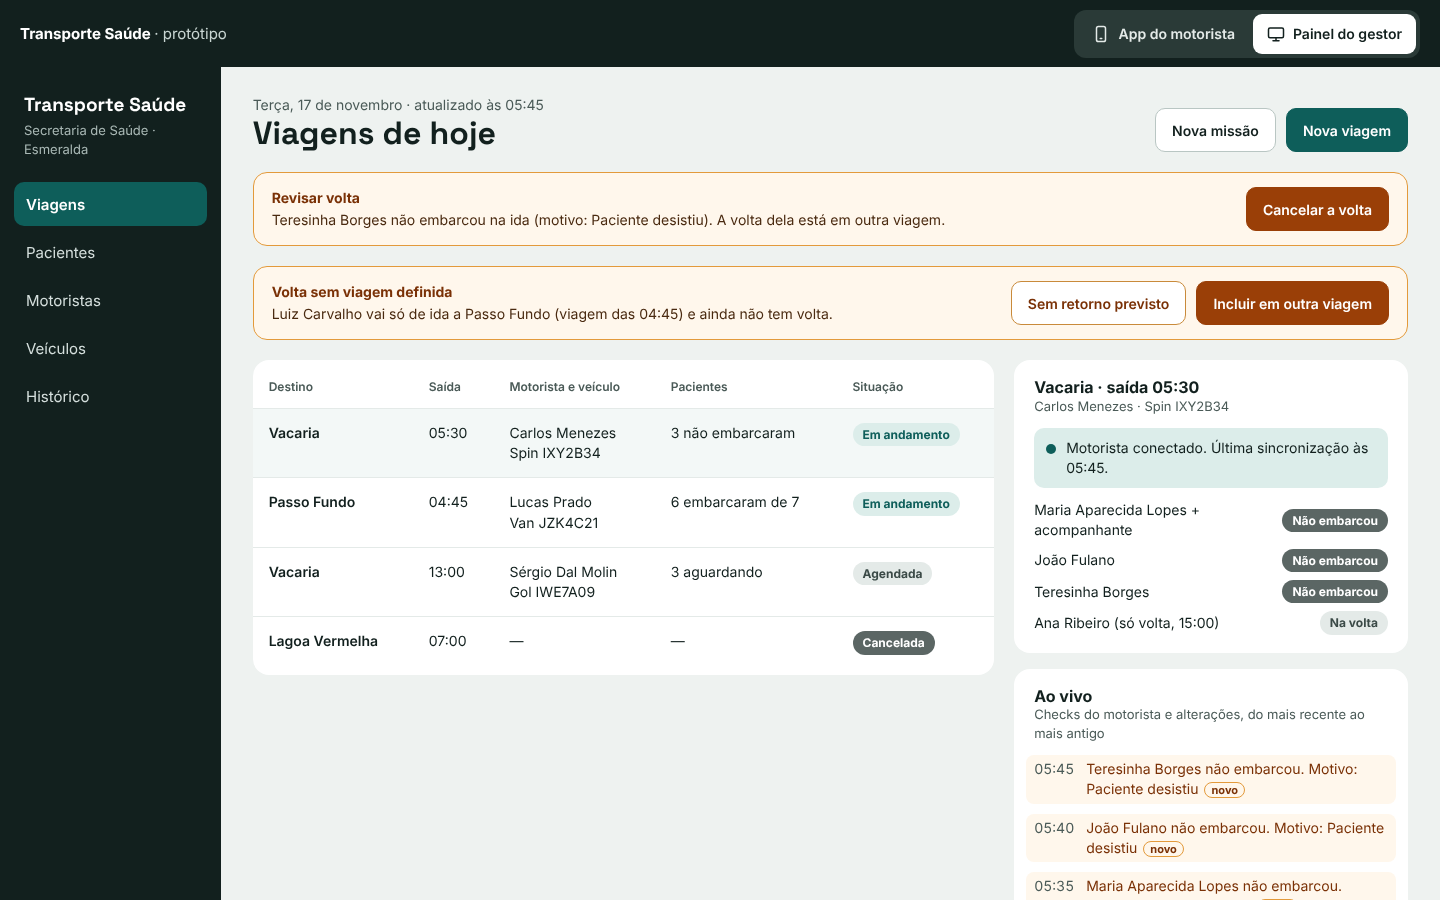 Transporte Saúde · protótipo
App do motorista
Painel do gestor
Transporte Saúde
Secretaria de Saúde ·
Esmeralda
Viagens
Pacientes
Motoristas
Veículos
Histórico
Terça, 17 de novembro · atualizado às 05:45
Viagens de hoje
Nova missão
Nova viagem
Revisar volta
Teresinha Borges não embarcou na ida (motivo: Paciente desistiu). A volta dela está em outra viagem.
Cancelar a volta
Volta sem viagem definida
Luiz Carvalho vai só de ida a Passo Fundo (viagem das 04:45) e ainda não tem volta.
Sem retorno previsto
Incluir em outra viagem
Destino Saída Motorista e veículo Pacientes Situação
Vacaria 05:30 Carlos Menezes 3 não embarcaram Em andamento
Spin IXY2B34
Passo Fundo 04:45 Lucas Prado 6 embarcaram de 7 Em andamento
Van JZK4C21
Vacaria 13:00 Sérgio Dal Molin 3 aguardando Agendada
Gol IWE7A09
Lagoa Vermelha 07:00 — — Cancelada
Vacaria · saída 05:30
Carlos Menezes · Spin IXY2B34
Motorista conectado. Última sincronização às
05:45.
Maria Aparecida Lopes +
acompanhante
Não embarcou
João Fulano Não embarcou
Teresinha Borges Não embarcou
Ana Ribeiro (só volta, 15:00) Na volta
Ao vivo
Checks do motorista e alterações, do mais recente ao
mais antigo
05:45 Teresinha Borges não embarcou. Motivo:
Paciente desistiu novo
05:40 João Fulano não embarcou. Motivo: Paciente
desistiu novo
05:35 Maria Aparecida Lopes não embarcou.